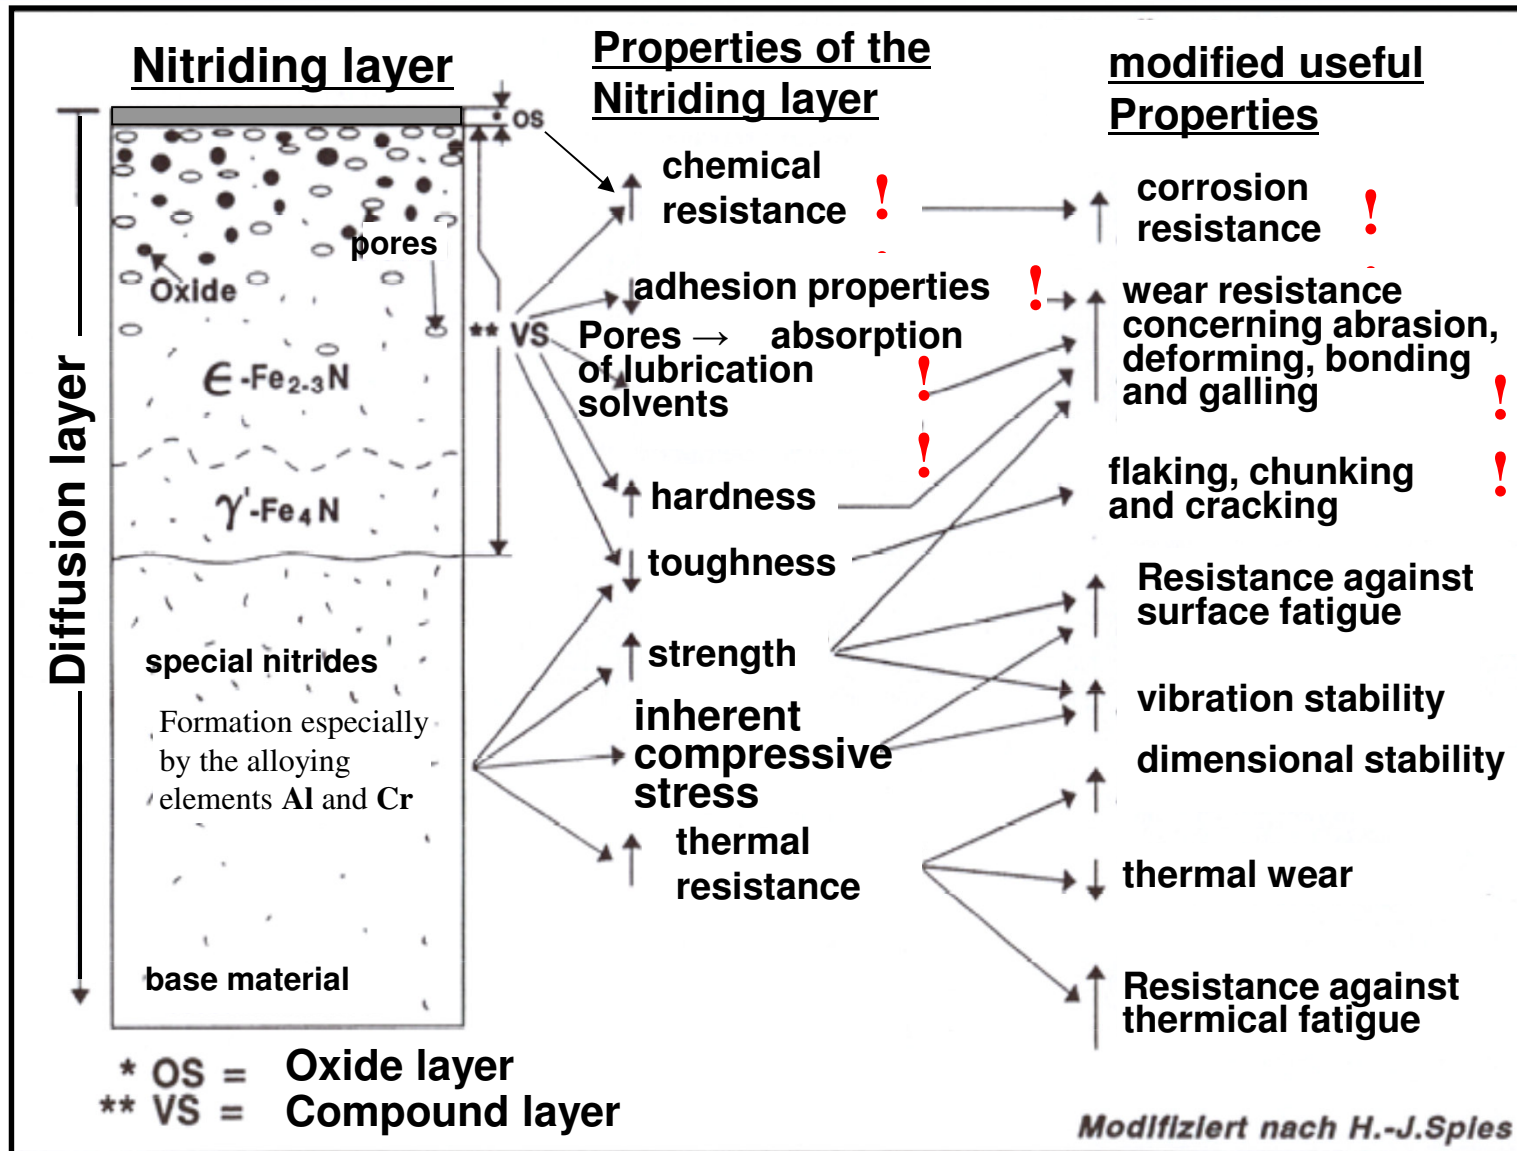 Nitriding layer
Properties of the
Nitriding layer
modified useful
Properties
* OS
chemical
resistance !
corrosion
resistance !
pores
Oxide
** VS
adhesion properties !
Pores → absorption
of lubrication !
solvents
!
wear resistance
concerning abrasion,
deforming, bonding
and galling !
Diffusion layer
ϵ-Fe2-3N
γ'-Fe4N
hardness
flaking, chunking !
and cracking
toughness
Resistance against
surface fatigue
special nitrides
strength
Formation especially
by the alloying
elements Al and Cr
inherent
compressive
stress
vibration stability
dimensional stability
thermal
resistance
thermal wear
base material
Resistance against
thermical fatigue
* OS = Oxide layer
** VS = Compound layer
Modifiziert nach H.-J.Spies